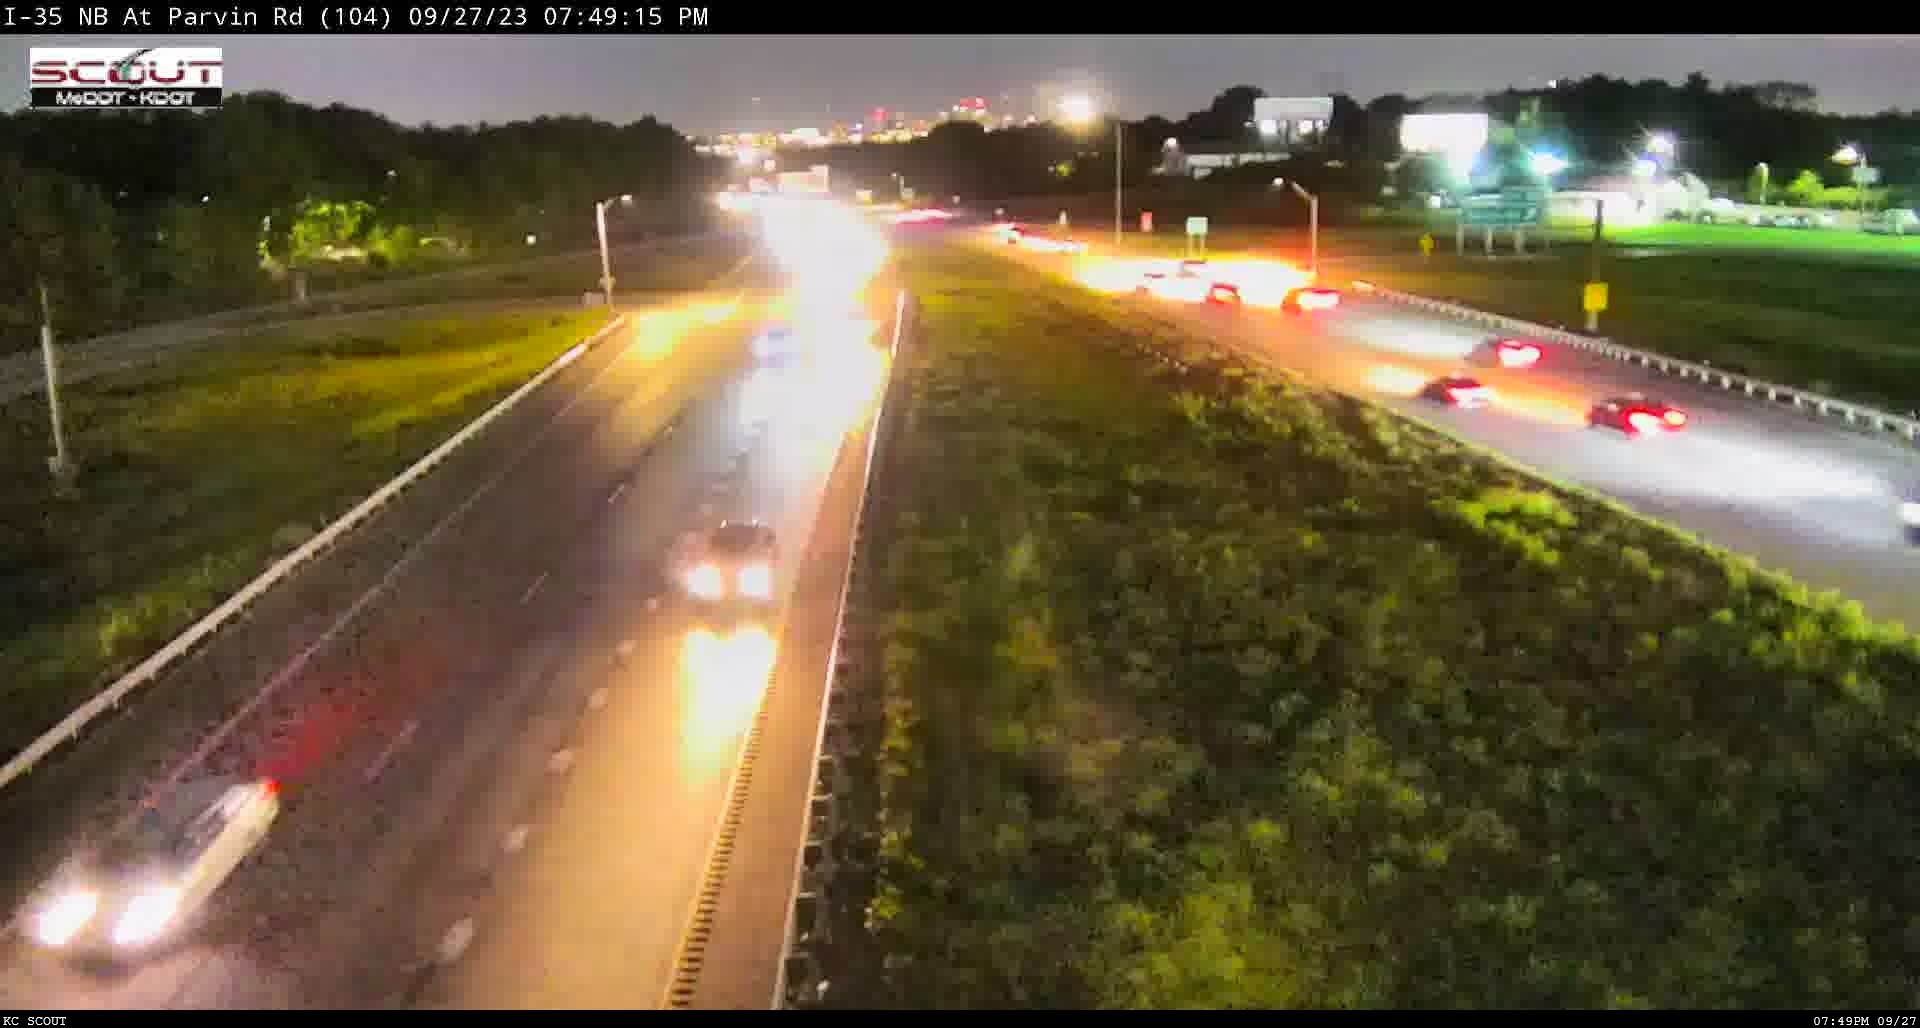 I-35 NB At Parvin Rd (104) 09/27/23 07:49:15 PM
SCOUT
MoDOT - KDOT
KC SCOUT
07:49PM 09/27